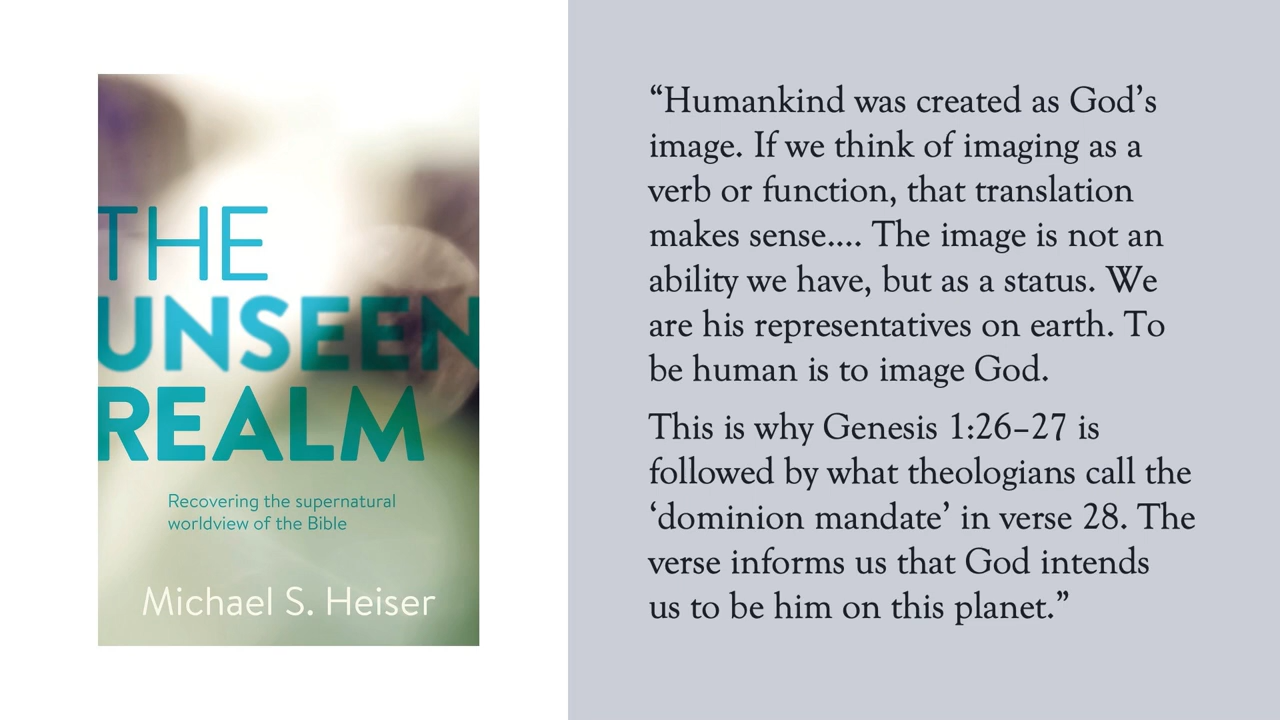 THE
UNSEEN
REALM
Recovering the supernatural
worldview of the Bible
Michael S. Heiser
“Humankind was created as God’s
image. If we think of imaging as a
verb or function, that translation
makes sense.... The image is not an
ability we have, but as a status. We
are his representatives on earth. To
be human is to image God.
This is why Genesis 1:26–27 is
followed by what theologians call the
‘dominion mandate’ in verse 28. The
verse informs us that God intends
us to be him on this planet.”